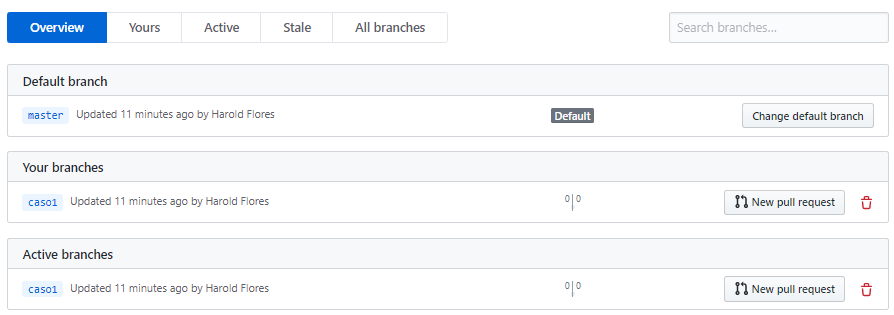 Overview Yours Active Stale All branches Search branches...
Default branch
master Updated 11 minutes ago by Harold Flores Default Change default branch
Your branches
caso1 Updated 11 minutes ago by Harold Flores 0 0 New pull request
Active branches
caso1 Updated 11 minutes ago by Harold Flores 0 0 New pull request